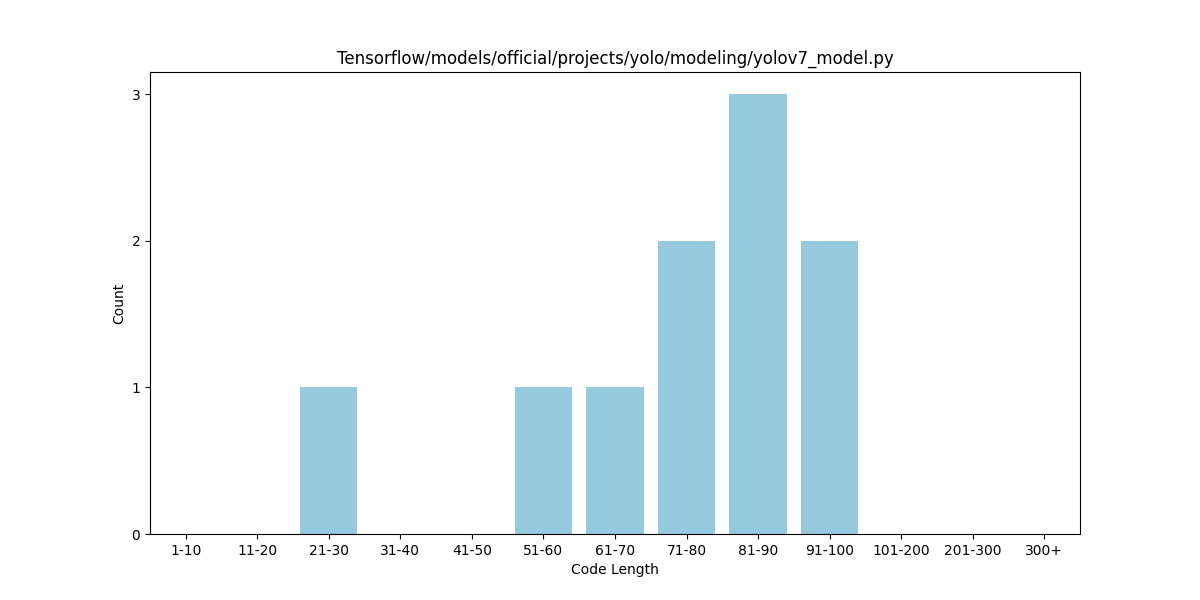 Tensorflow/models/official/projects/yolo/modeling/yolov7_model.py
3
2
1
0
Count
1-10 11-20 21-30 31-40 41-50 51-60 61-70 71-80 81-90 91-100 101-200 201-300 300+
Code Length